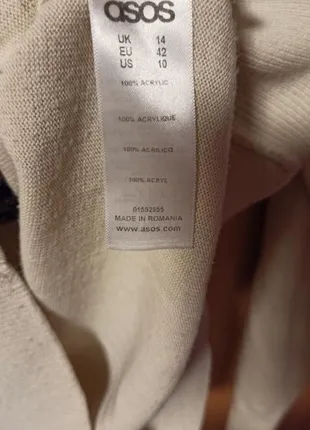 asos
UK 14
EU 42
US 10
100% ACRYLIC
100% ACRYLIQUE
100% ACRILICO
100% ACRYL
01592555
MADE IN ROMANIA
www.asos.com